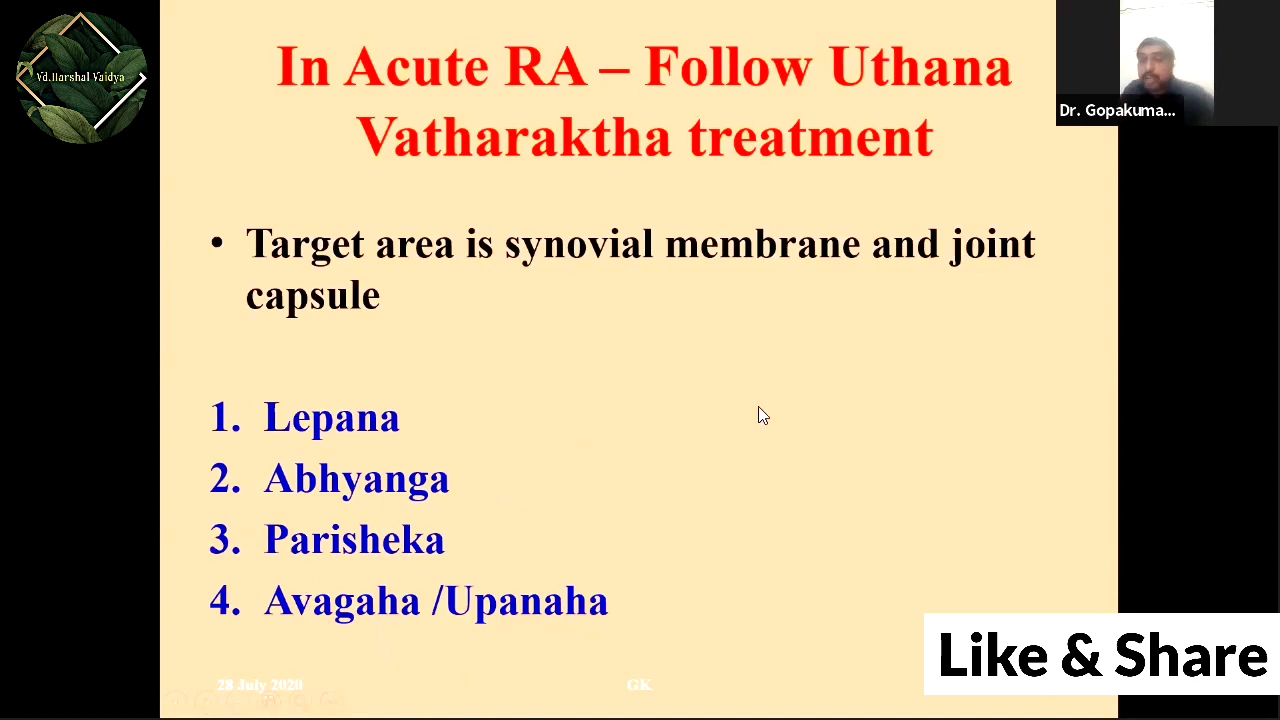 Vd.Harshal Vaidya
In Acute RA – Follow Uthana
Vatharaktha treatment
Dr. Gopakuma...
• Target area is synovial membrane and joint
capsule
1. Lepana
2. Abhyanga
3. Parisheka
4. Avagaha /Upanaha
Like & Share
28 July 2020
GK